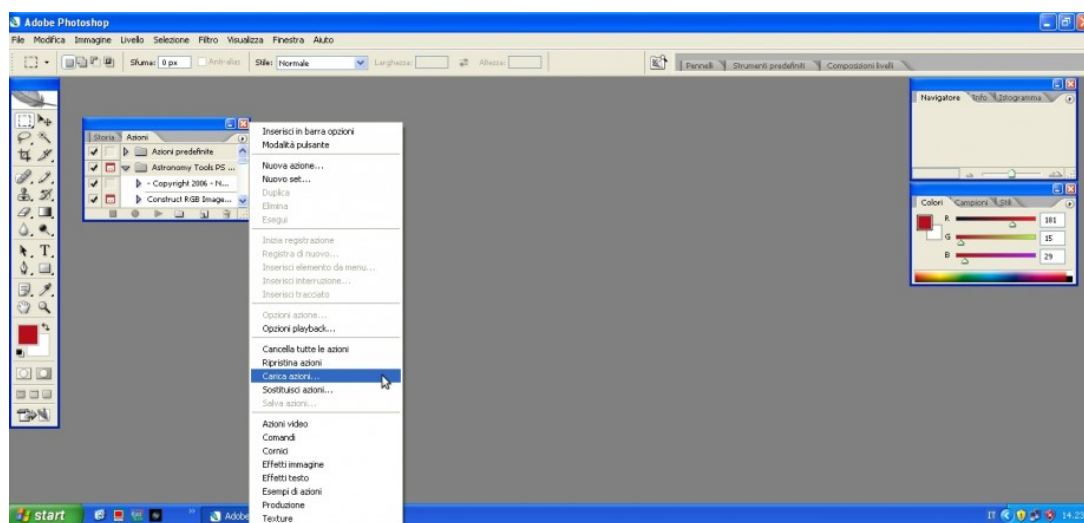 Adobe Photoshop
File Modifica Immagine Livello Selezione Filtro Visualizza Finestra Aiuto
Sfuma: 0 px Anti-alias Stile: Normale Larghezza: Altezza: Pennelli Strumenti predefiniti Composizioni livelli
Navigatore Info Istogramma
Storia Azioni
Azioni predefinite
Astronomy Tools PS ...
- Copyright 2006 - N...
Construct RGB Image...
Inserisci in barra opzioni
Modalità pulsante
Nuova azione...
Nuovo set...
Duplica
Elimina
Esegui
Inizia registrazione
Registra di nuovo...
Inserisci elemento da menu...
Inserisci interruzione...
Inserisci tracciato
Opzioni azione...
Opzioni playback...
Cancella tutte le azioni
Ripristina azioni
Carica azioni...
Sostituisci azioni...
Salva azioni...
Azioni video
Comandi
Cornici
Effetti immagine
Effetti testo
Esempi di azioni
Produzione
Texture
Colori Campioni Stili
R 181
G 15
B 29
start Adobe IT 14.23